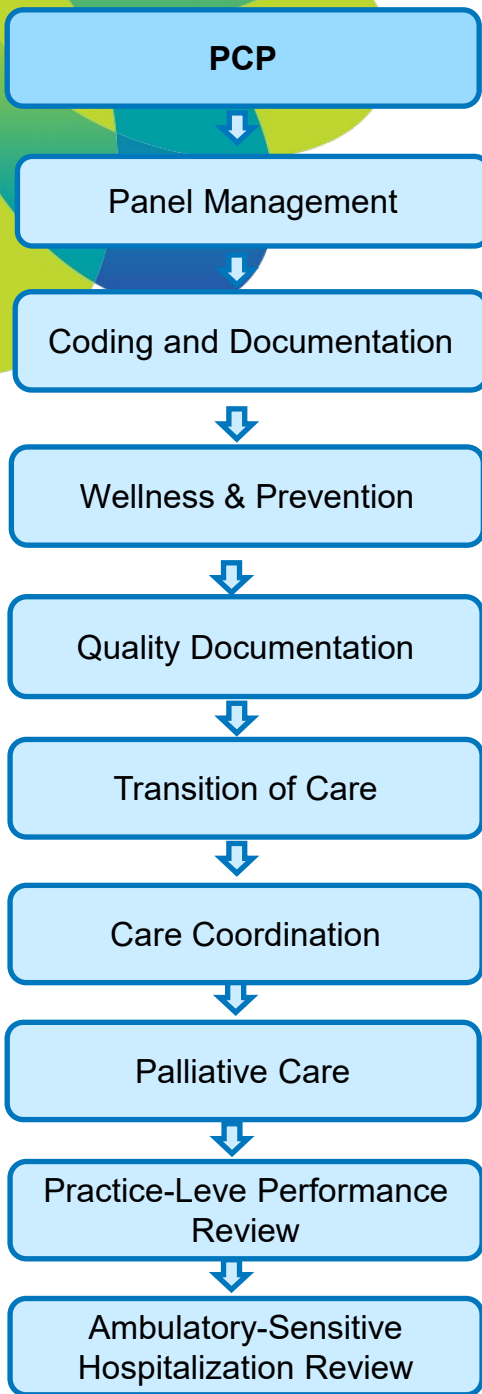 PCP
Panel Management
Coding and Documentation
Wellness & Prevention
Quality Documentation
Transition of Care
Care Coordination
Palliative Care
Practice-Leve Performance
Review
Ambulatory-Sensitive
Hospitalization Review